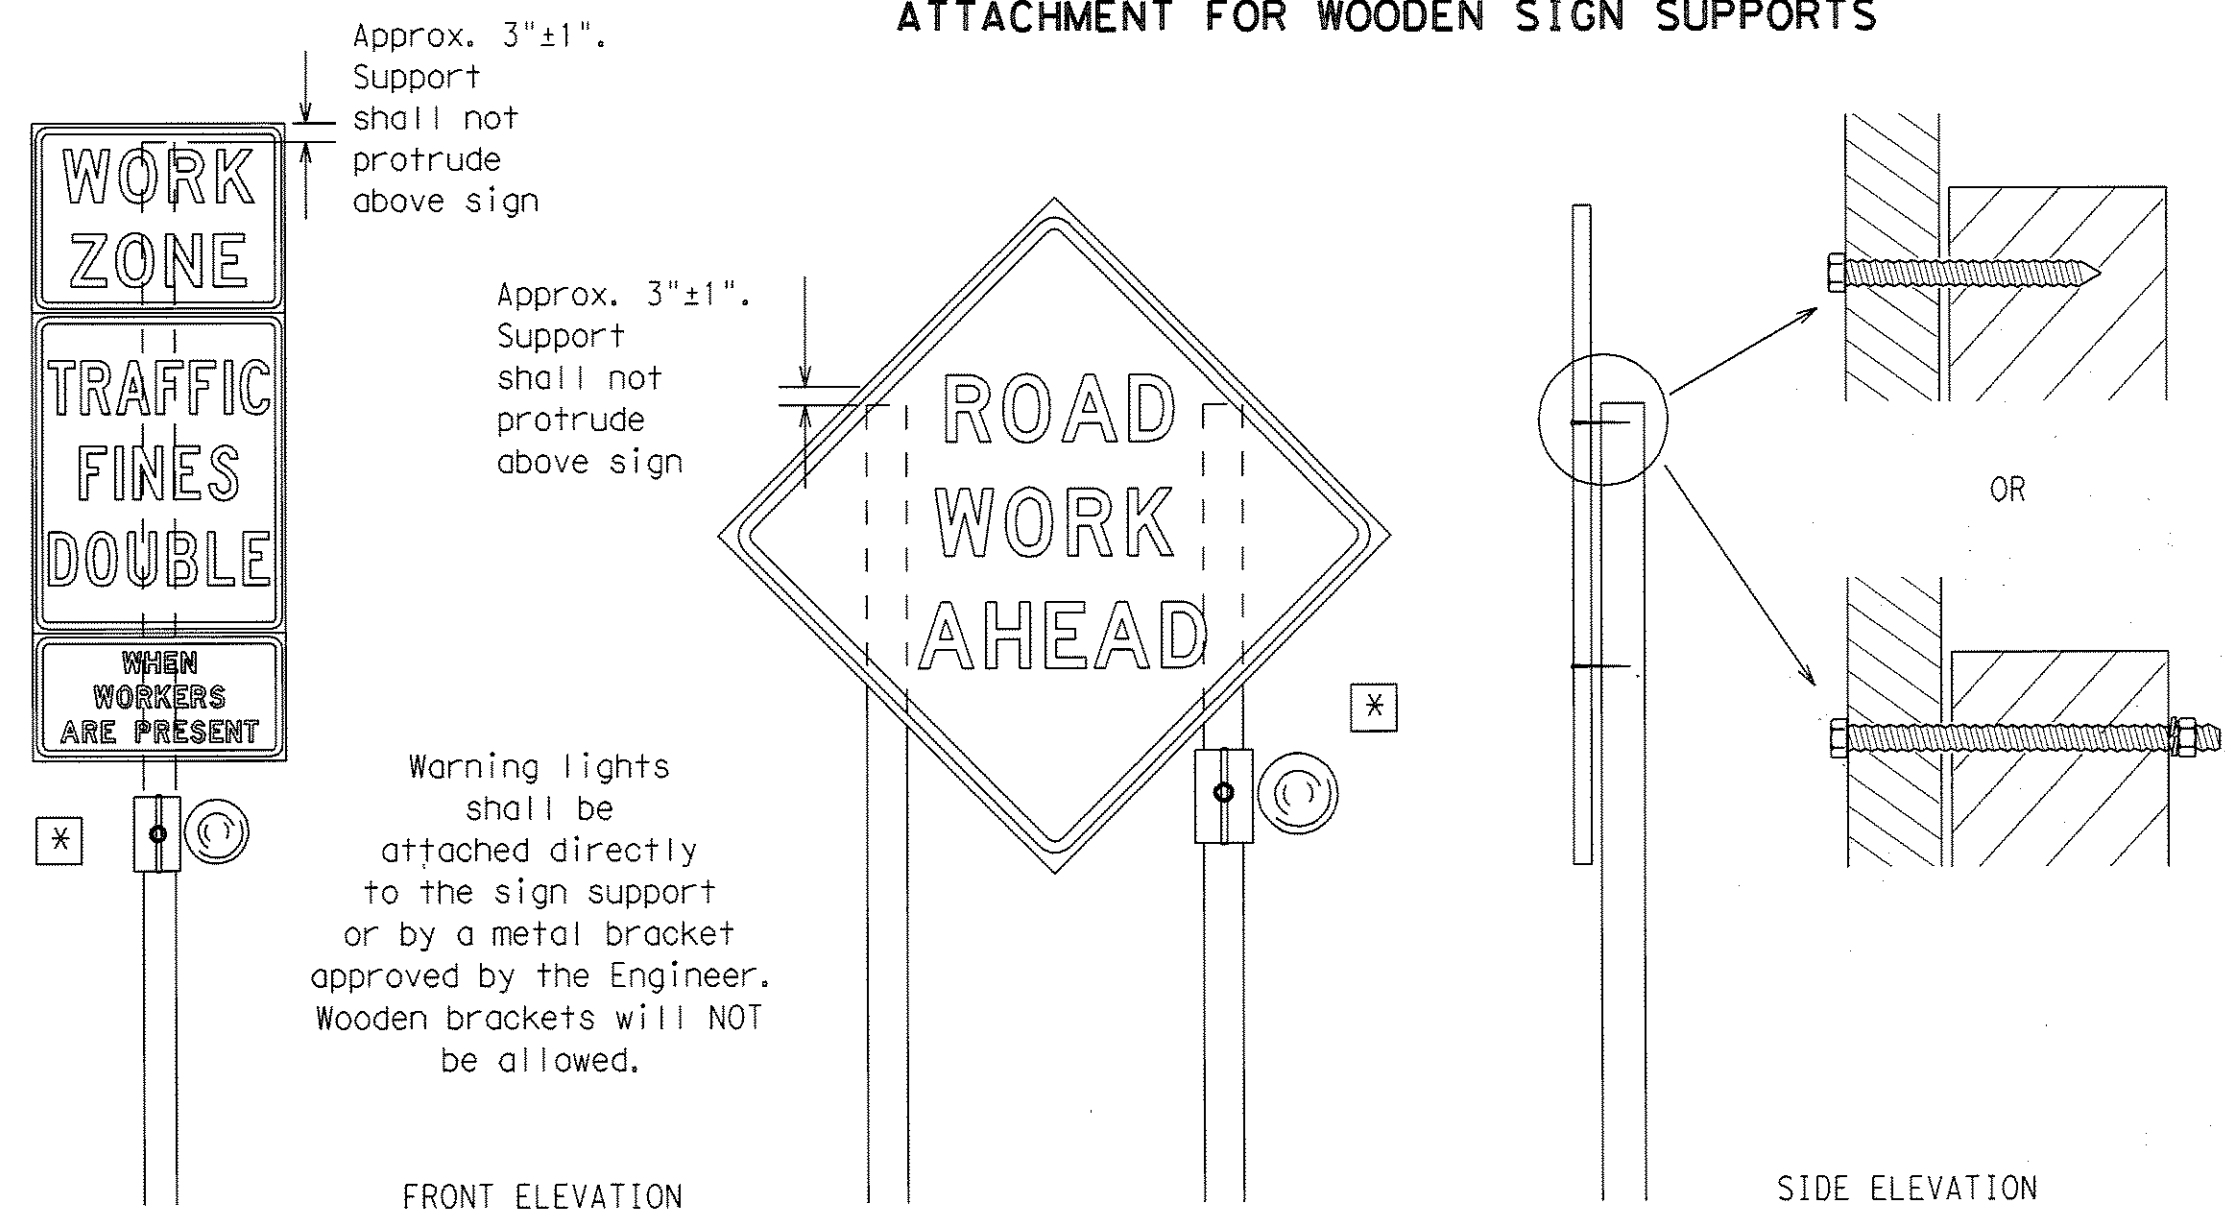 ATTACHMENT FOR WOODEN SIGN SUPPORTS
Approx. 3"±1".
Support
shall not
protrude
above sign
WORK
ZONE
TRAFFIC
FINES
DOUBLE
WHEN
WORKERS
ARE PRESENT
*
Approx. 3"±1".
Support
shall not
protrude
above sign
ROAD
WORK
AHEAD
*
Warning lights
shall be
attached directly
to the sign support
or by a metal bracket
approved by the Engineer.
Wooden brackets will NOT
be allowed.
OR
FRONT ELEVATION
SIDE ELEVATION